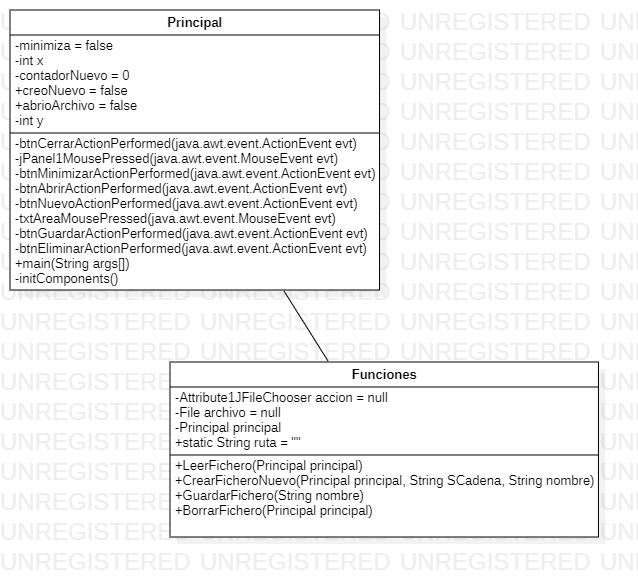 Principal
-minimiza = false
-int x
-contadorNuevo = 0
+creoNuevo = false
+abrioArchivo = false
-int y
-btnCerrarActionPerformed(java.awt.event.ActionEvent evt)
-jPanel1MousePressed(java.awt.event.MouseEvent evt)
-btnMinimizarActionPerformed(java.awt.event.ActionEvent evt)
-btnAbrirActionPerformed(java.awt.event.ActionEvent evt)
-btnNuevoActionPerformed(java.awt.event.ActionEvent evt)
-txtAreaMousePressed(java.awt.event.MouseEvent evt)
-btnGuardarActionPerformed(java.awt.event.ActionEvent evt)
-btnEliminarActionPerformed(java.awt.event.ActionEvent evt)
+main(String args[])
-initComponents()
Funciones
-Attribute1JFileChooser accion = null
-File archivo = null
-Principal principal
+static String ruta = ""
+LeerFichero(Principal principal)
+CrearFicheroNuevo(Principal principal, String SCadena, String nombre)
+GuardarFichero(String nombre)
+BorrarFichero(Principal principal)
UNREGISTERED UNREGISTERED UNREGISTERED